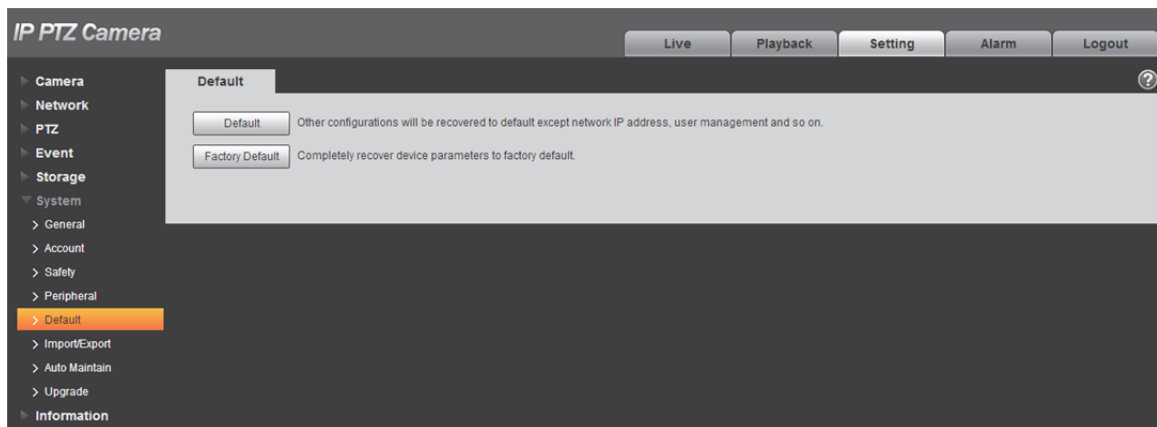 IP PTZ Camera
Live Playback Setting Alarm Logout
Camera
Network
PTZ
Event
Storage
System
General
Account
Safety
Peripheral
Default
Import/Export
Auto Maintain
Upgrade
Information
Default
?
Default Other configurations will be recovered to default except network IP address, user management and so on.
Factory Default Completely recover device parameters to factory default.